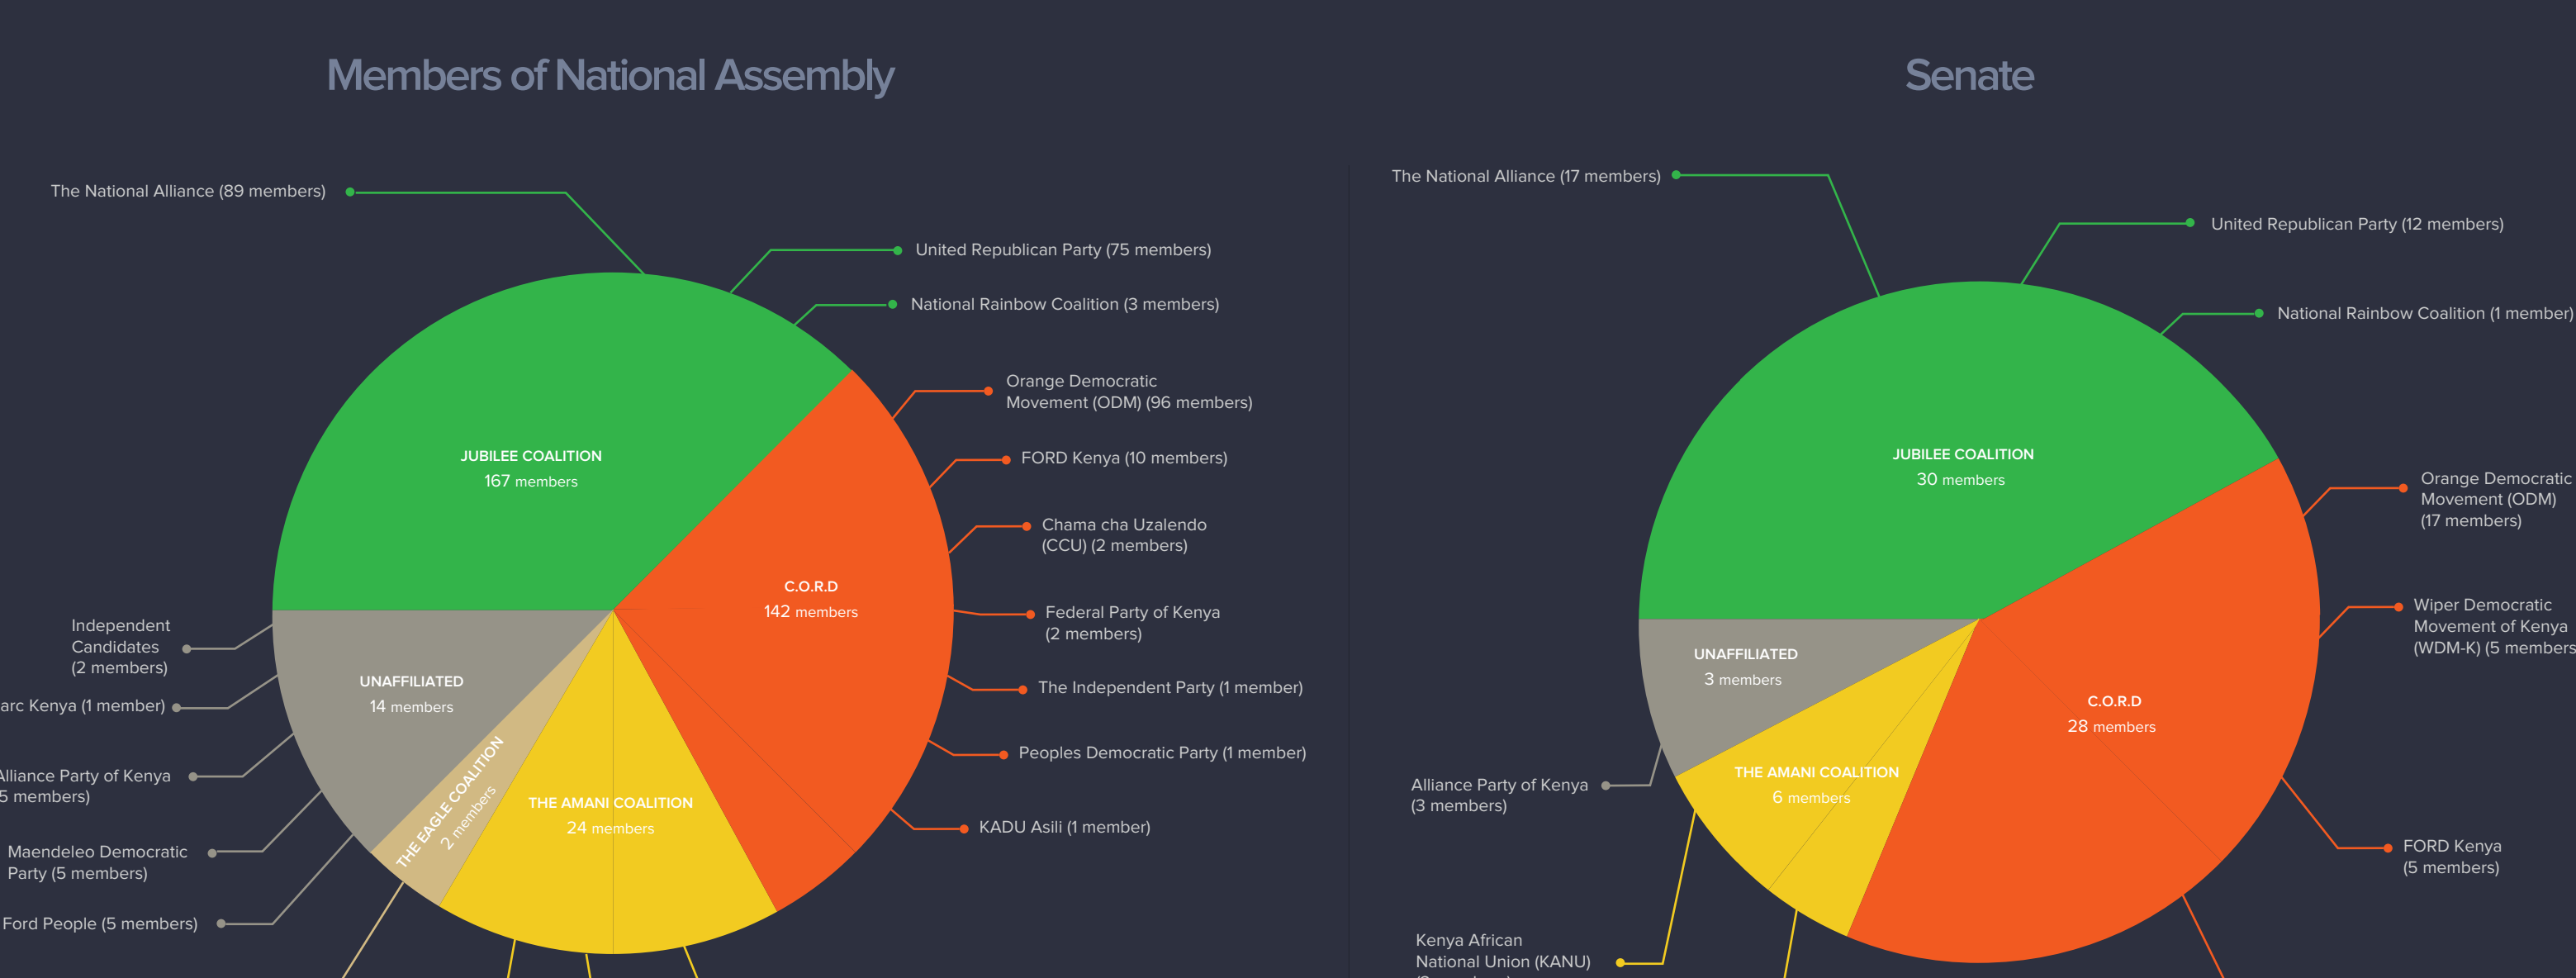 Members of National Assembly
The National Alliance (89 members)
United Republican Party (75 members)
National Rainbow Coalition (3 members)
Orange Democratic
Movement (ODM) (96 members)
FORD Kenya (10 members)
Chama cha Uzalendo
(CCU) (2 members)
Federal Party of Kenya
(2 members)
The Independent Party (1 member)
Peoples Democratic Party (1 member)
KADU Asili (1 member)
JUBILEE COALITION
167 members
C.O.R.D
142 members
THE AMANI COALITION
24 members
THE EAGLE COALITION
2 members
UNAFFILIATED
14 members
Independent
Candidates
(2 members)
arc Kenya (1 member)
Alliance Party of Kenya
5 members)
Maendeleo Democratic
Party (5 members)
Ford People (5 members)
Senate
The National Alliance (17 members)
United Republican Party (12 members)
National Rainbow Coalition (1 member)
Orange Democratic
Movement (ODM)
(17 members)
Wiper Democratic
Movement of Kenya
(WDM-K) (5 members
FORD Kenya
(5 members)
JUBILEE COALITION
30 members
C.O.R.D
28 members
THE AMANI COALITION
6 members
UNAFFILIATED
3 members
Alliance Party of Kenya
(3 members)
Kenya African
National Union (KANU)